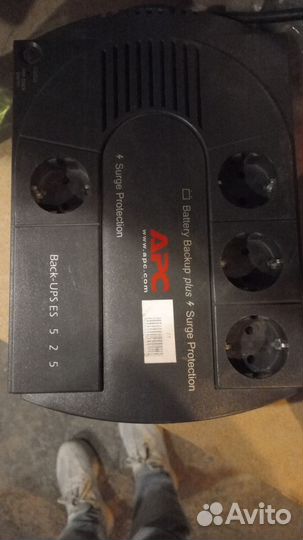 Surge Protection
APC
www.apc.com
Battery Backup plus Surge Protection
Back-UPS ES 525
Avito